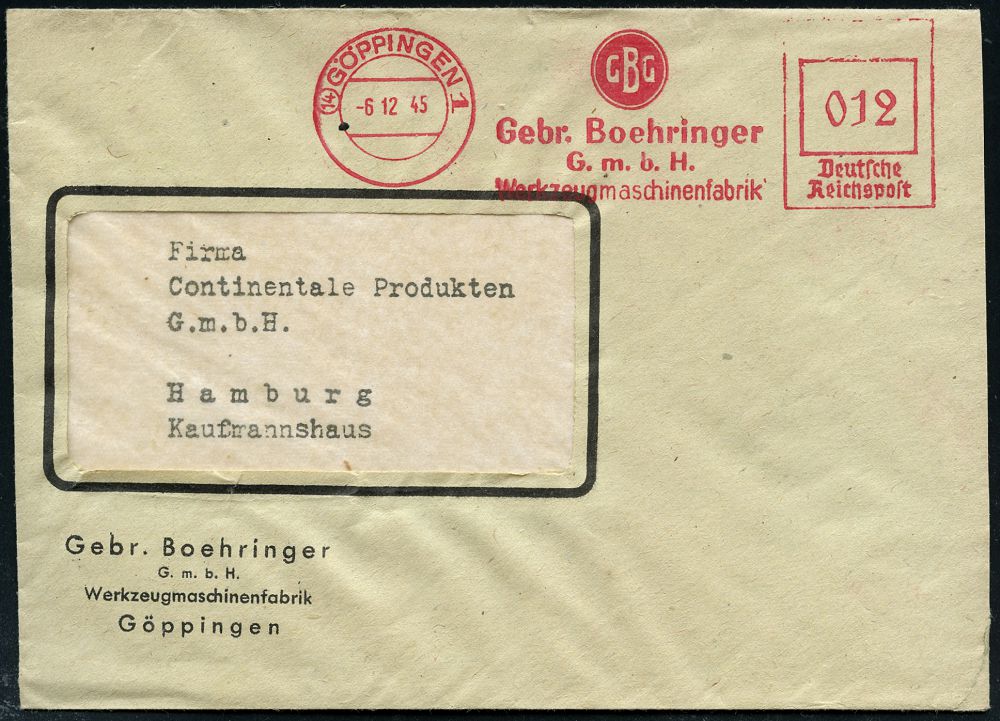 (14) GÖPPINGEN 1
-6 12 45
GBG
Gebr. Boehringer
G. m. b. H.
Werkzeugmaschinenfabrik
012
Deutsche
Reichspost
Firma
Continentale Produkten
G.m.b.H.
H a m b u r g
Kaufmannshaus
Gebr. Boehringer
G. m. b. H.
Werkzeugmaschinenfabrik
Göppingen